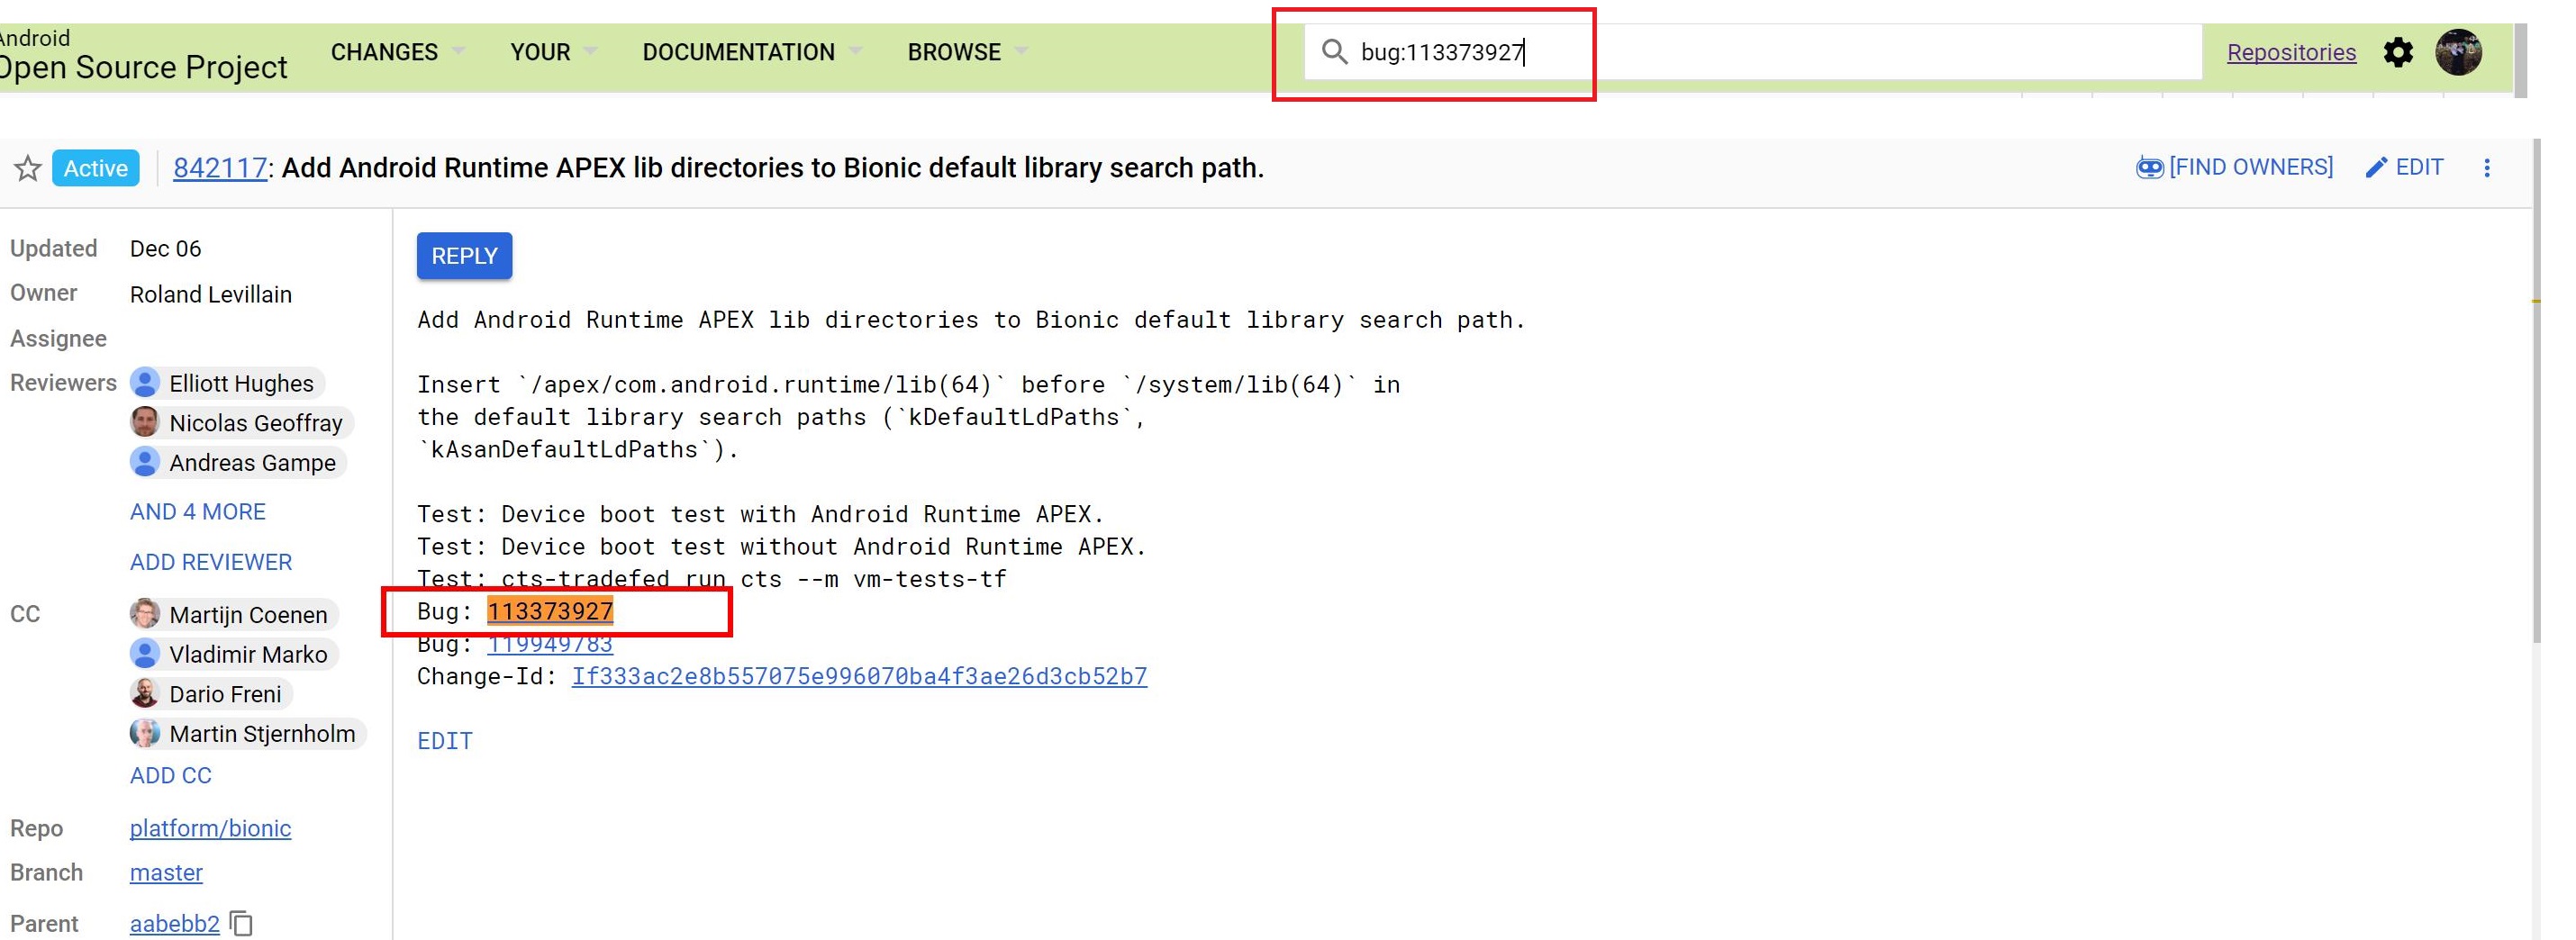 Android
Open Source Project
CHANGES
YOUR
DOCUMENTATION
BROWSE
bug:113373927
Repositories
Active
842117: Add Android Runtime APEX lib directories to Bionic default library search path.
[FIND OWNERS]
EDIT
Updated Dec 06
Owner Roland Levillain
Assignee
Reviewers Elliott Hughes
Nicolas Geoffray
Andreas Gampe
AND 4 MORE
ADD REVIEWER
CC Martijn Coenen
Vladimir Marko
Dario Freni
Martin Stjernholm
ADD CC
Repo platform/bionic
Branch master
Parent aabebb2
REPLY
Add Android Runtime APEX lib directories to Bionic default library search path.
Insert `/apex/com.android.runtime/lib(64)` before `/system/lib(64)` in
the default library search paths (`kDefaultLdPaths`,
`kAsanDefaultLdPaths`).
Test: Device boot test with Android Runtime APEX.
Test: Device boot test without Android Runtime APEX.
Test: cts-tradefed run cts --m vm-tests-tf
Bug: 113373927
Bug: 119949783
Change-Id: If333ac2e8b557075e996070ba4f3ae26d3cb52b7
EDIT